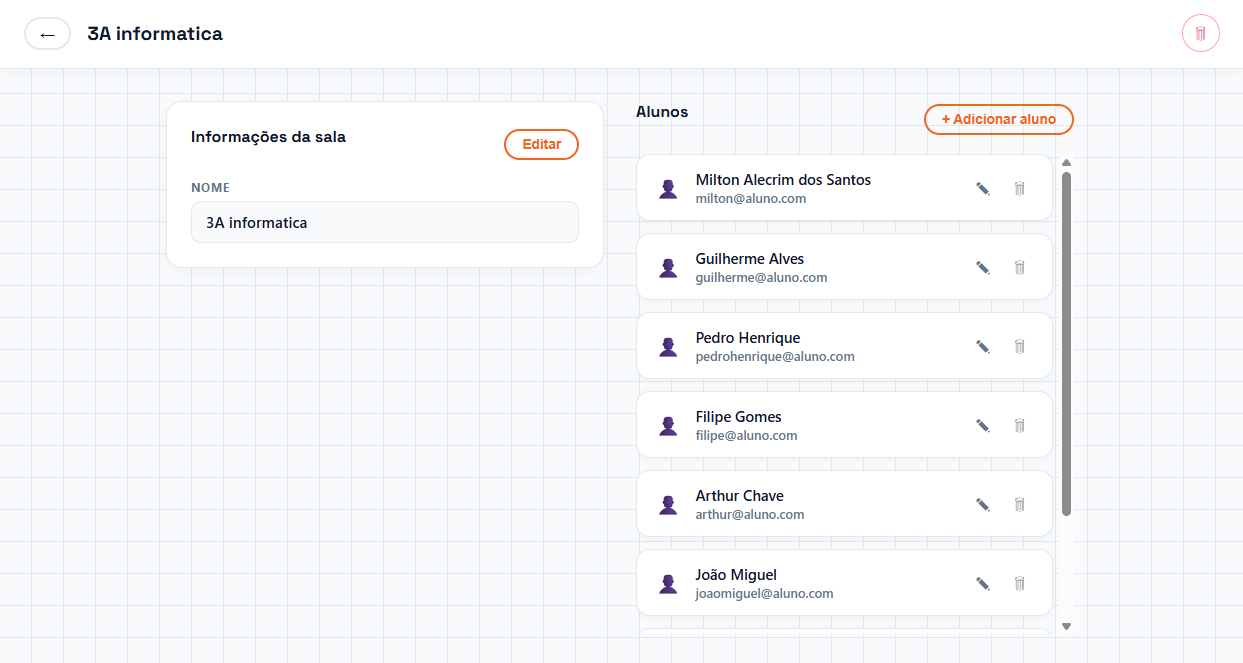 ← 3A informatica
Informações da sala
Editar
NOME
3A informatica
Alunos
+ Adicionar aluno
Milton Alecrim dos Santos
milton@aluno.com
Guilherme Alves
guilherme@aluno.com
Pedro Henrique
pedrohenrique@aluno.com
Filipe Gomes
filipe@aluno.com
Arthur Chave
arthur@aluno.com
João Miguel
joaomiguel@aluno.com